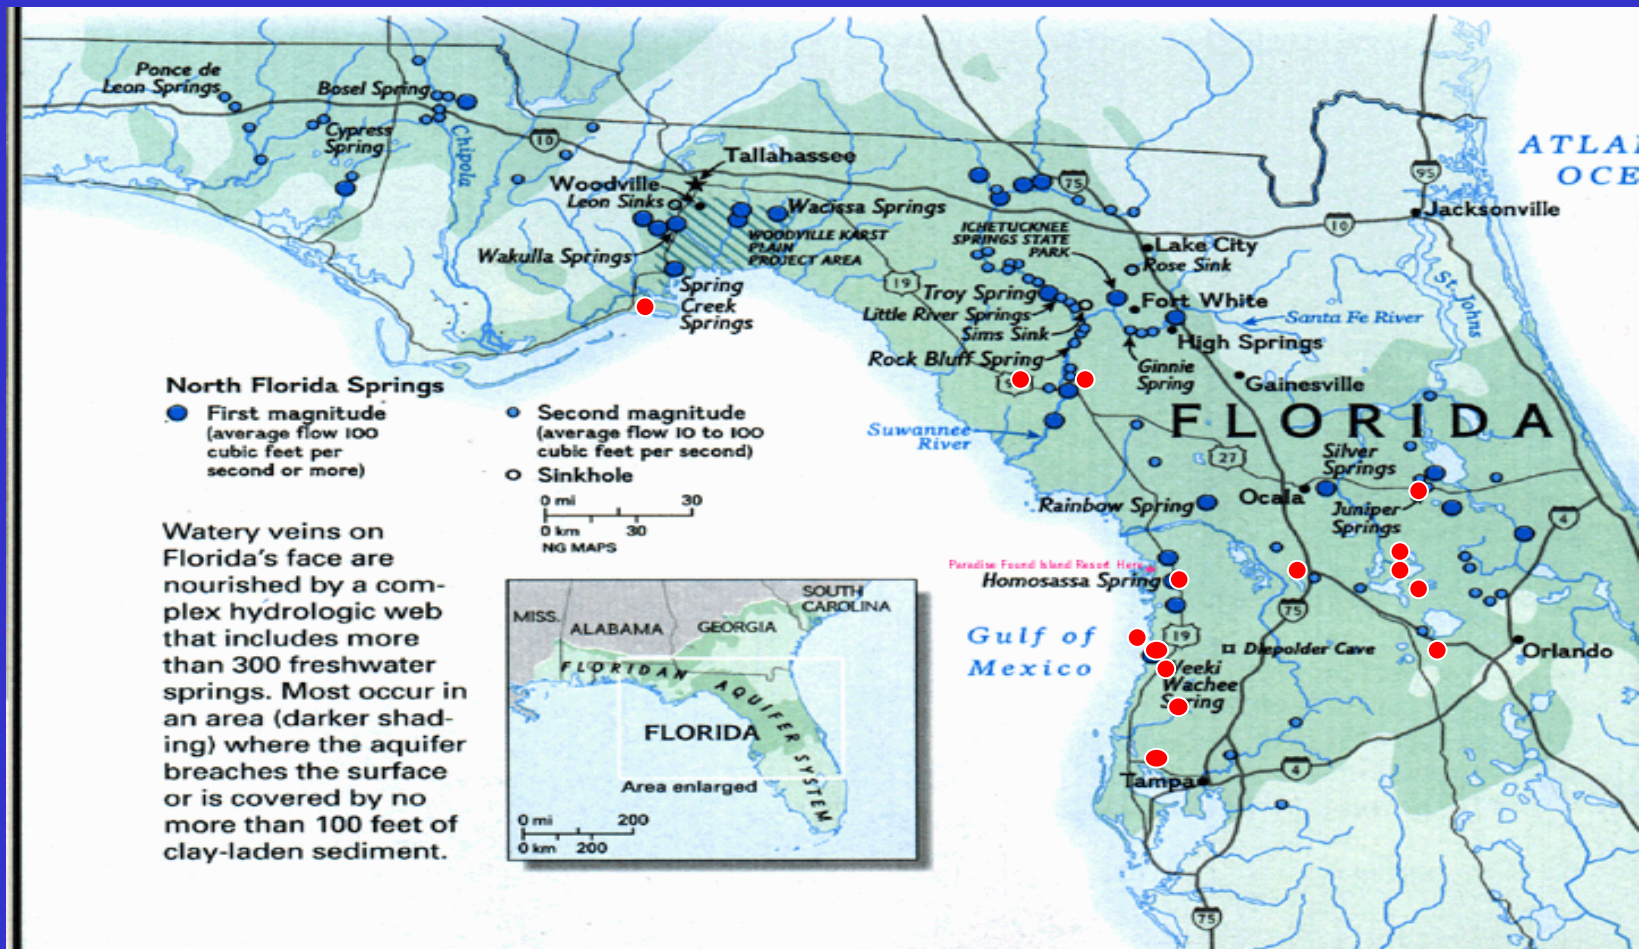 Ponce de
Leon Springs
Bosel Spring
Cypress
Spring
Chipola
10
Tallahassee
Woodville
Leon Sinks
Wacissa Springs
WOODVILLE KARST
PLAIN
PROJECT AREA
Wakulla Springs
Spring
Creek
Springs
ATLA
OCE
95
75
Jacksonville
10
ICHETUCKNEE
SPRINGS STATE
PARK
Lake City
Rose Sink
19
Troy Spring
Fort White
Little River Springs
Santa Fe River
St. Johns
Sims Sink
High Springs
Rock Bluff Spring
Ginnie
Spring
Gainesville
FLORIDA
Suwannee
River
27
Silver
Springs
Ocala
Rainbow Spring
Juniper
Springs
4
Paradise Found Island Resort Here
Homosassa Spring
75
Gulf of
Mexico
19
Diepolder Cave
Orlando
Weeki
Wachee
Spring
Tampa
4
75
North Florida Springs
First magnitude
(average flow 100
cubic feet per
second or more)
Second magnitude
(average flow 10 to 100
cubic feet per second)
Sinkhole
0 mi 30
0 km 30
NG MAPS
Watery veins on
Florida's face are
nourished by a com-
plex hydrologic web
that includes more
than 300 freshwater
springs. Most occur in
an area (darker shad-
ing) where the aquifer
breaches the surface
or is covered by no
more than 100 feet of
clay-laden sediment.
MISS.
ALABAMA
GEORGIA
SOUTH
CAROLINA
FLORIDAN AQUIFER SYSTEM
FLORIDA
Area enlarged
0 mi 200
0 km 200